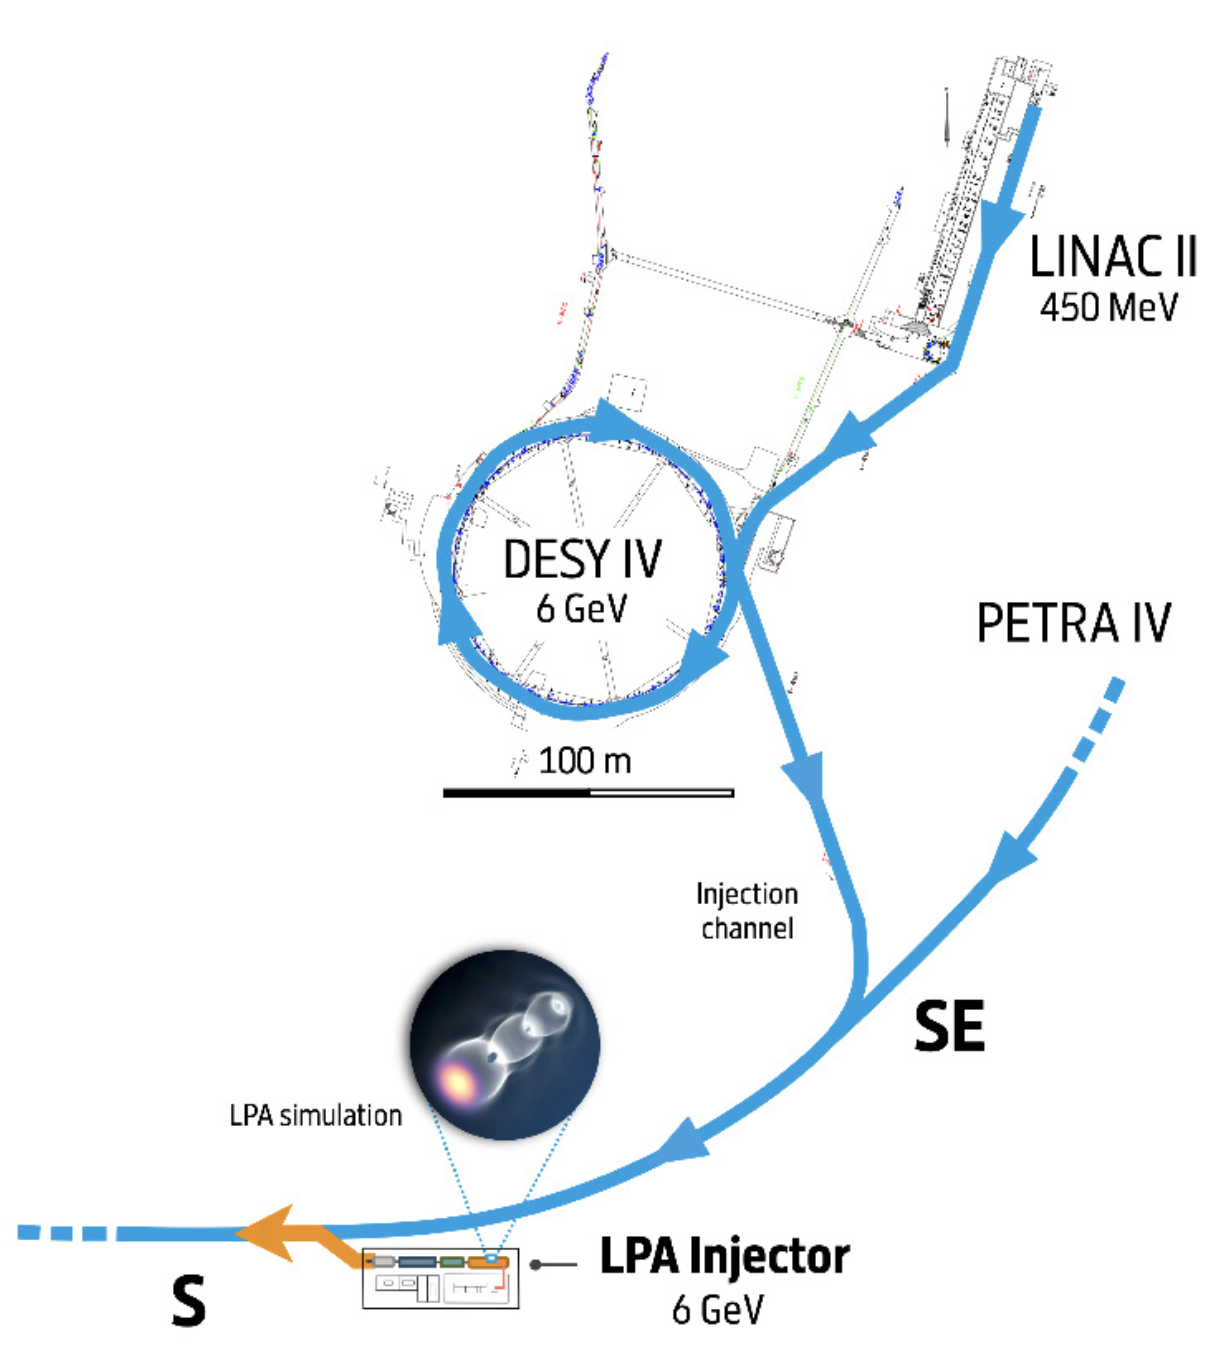 LINAC II
450 MeV
DESY IV
6 GeV
PETRA IV
100 m
Injection
channel
SE
LPA simulation
LPA Injector
6 GeV
S